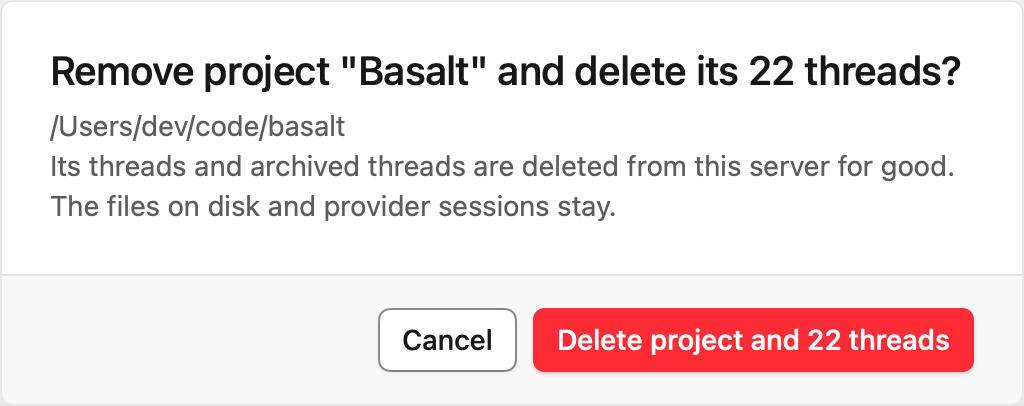 Remove project "Basalt" and delete its 22 threads?
/Users/dev/code/basalt
Its threads and archived threads are deleted from this server for good.
The files on disk and provider sessions stay.
Cancel
Delete project and 22 threads